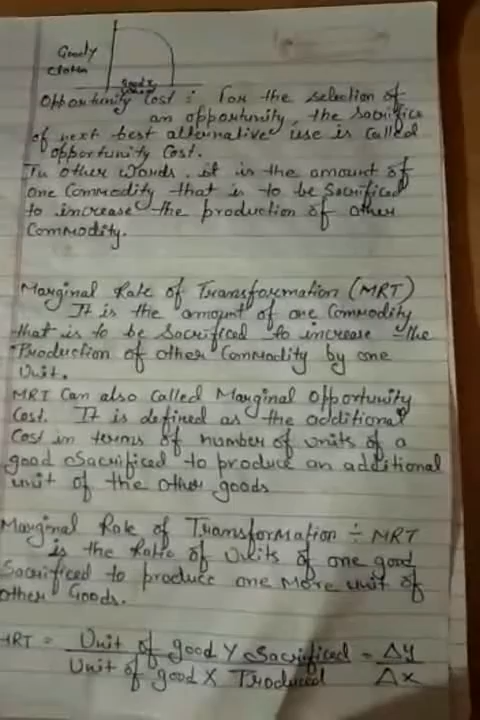 Good y
Cloth
Good x
Opportunity Cost : For the selection of
an opportunity, the Sacrifice
of next best alternative use is called
opportunity Cost.
In other words, it is the amount of
one Commodity that is to be Sacrificed
to increase the production of other
Commodity.
Marginal Rate of Transformation (MRT)
It is the amount of one Commodity
that is to be Sacrificed to increase the
Production of other Commodity by one
Unit.
MRT Can also called Marginal Opportunity
Cost. It is defined as the additional
Cost in terms of number of units of a
good Sacrificed to produce an additional
unit of the other goods
Marginal Rate of Transformation ÷ MRT
is the Ratio of Units of one good
Sacrificed to produce one More unit of
other Goods.
MRT = Unit of good Y Sacrificed = Δy
Unit of good X Produced Δx